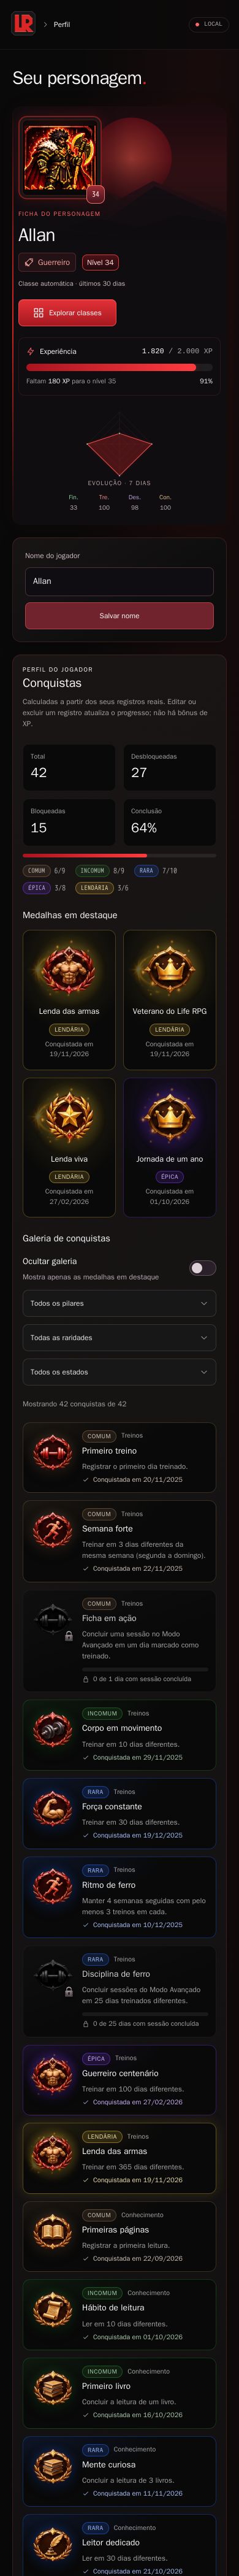 LR
Perfil
LOCAL
Seu personagem.
34
FICHA DO PERSONAGEM
Allan
Guerreiro
Nível 34
Classe automática · últimos 30 dias
Explorar classes
Experiência
1.820 / 2.000 XP
Faltam 180 XP para o nível 35
91%
EVOLUÇÃO · 7 DIAS
Fin. Tre. Des. Con.
33 100 98 100
Nome do jogador
Allan
Salvar nome
PERFIL DO JOGADOR
Conquistas
Calculadas a partir dos seus registros reais. Editar ou
excluir um registro atualiza o progresso; não há bônus de
XP.
Total
42
Desbloqueadas
27
Bloqueadas
15
Conclusão
64%
COMUM 6/9
INCOMUM 8/9
RARA 7/10
ÉPICA 3/8
LENDÁRIA 3/6
Medalhas em destaque
Lenda das armas
LENDÁRIA
Conquistada em
19/11/2026
Veterano do Life RPG
LENDÁRIA
Conquistada em
19/11/2026
Lenda viva
LENDÁRIA
Conquistada em
27/02/2026
Jornada de um ano
ÉPICA
Conquistada em
01/10/2026
Galeria de conquistas
Ocultar galeria
Mostra apenas as medalhas em destaque
Todos os pilares
Todas as raridades
Todos os estados
Mostrando 42 conquistas de 42
COMUM Treinos
Primeiro treino
Registrar o primeiro dia treinado.
Conquistada em 20/11/2025
COMUM Treinos
Semana forte
Treinar em 3 dias diferentes da
mesma semana (segunda a domingo).
Conquistada em 22/11/2025
COMUM Treinos
Ficha em ação
Concluir uma sessão no Modo
Avançado em um dia marcado como
treinado.
0 de 1 dia com sessão concluída
INCOMUM Treinos
Corpo em movimento
Treinar em 10 dias diferentes.
Conquistada em 29/11/2025
RARA Treinos
Força constante
Treinar em 30 dias diferentes.
Conquistada em 19/12/2025
RARA Treinos
Ritmo de ferro
Manter 4 semanas seguidas com pelo
menos 3 treinos em cada.
Conquistada em 10/12/2025
RARA Treinos
Disciplina de ferro
Concluir sessões do Modo Avançado
em 25 dias treinados diferentes.
0 de 25 dias com sessão concluída
ÉPICA Treinos
Guerreiro centenário
Treinar em 100 dias diferentes.
Conquistada em 27/02/2026
LENDÁRIA Treinos
Lenda das armas
Treinar em 365 dias diferentes.
Conquistada em 19/11/2026
COMUM Conhecimento
Primeiras páginas
Registrar a primeira leitura.
Conquistada em 22/09/2026
INCOMUM Conhecimento
Hábito de leitura
Ler em 10 dias diferentes.
Conquistada em 01/10/2026
INCOMUM Conhecimento
Primeiro livro
Concluir a leitura de um livro.
Conquistada em 16/10/2026
RARA Conhecimento
Mente curiosa
Concluir a leitura de 3 livros.
Conquistada em 11/11/2026
RARA Conhecimento
Leitor dedicado
Ler em 30 dias diferentes.
Conquistada em 21/10/2026